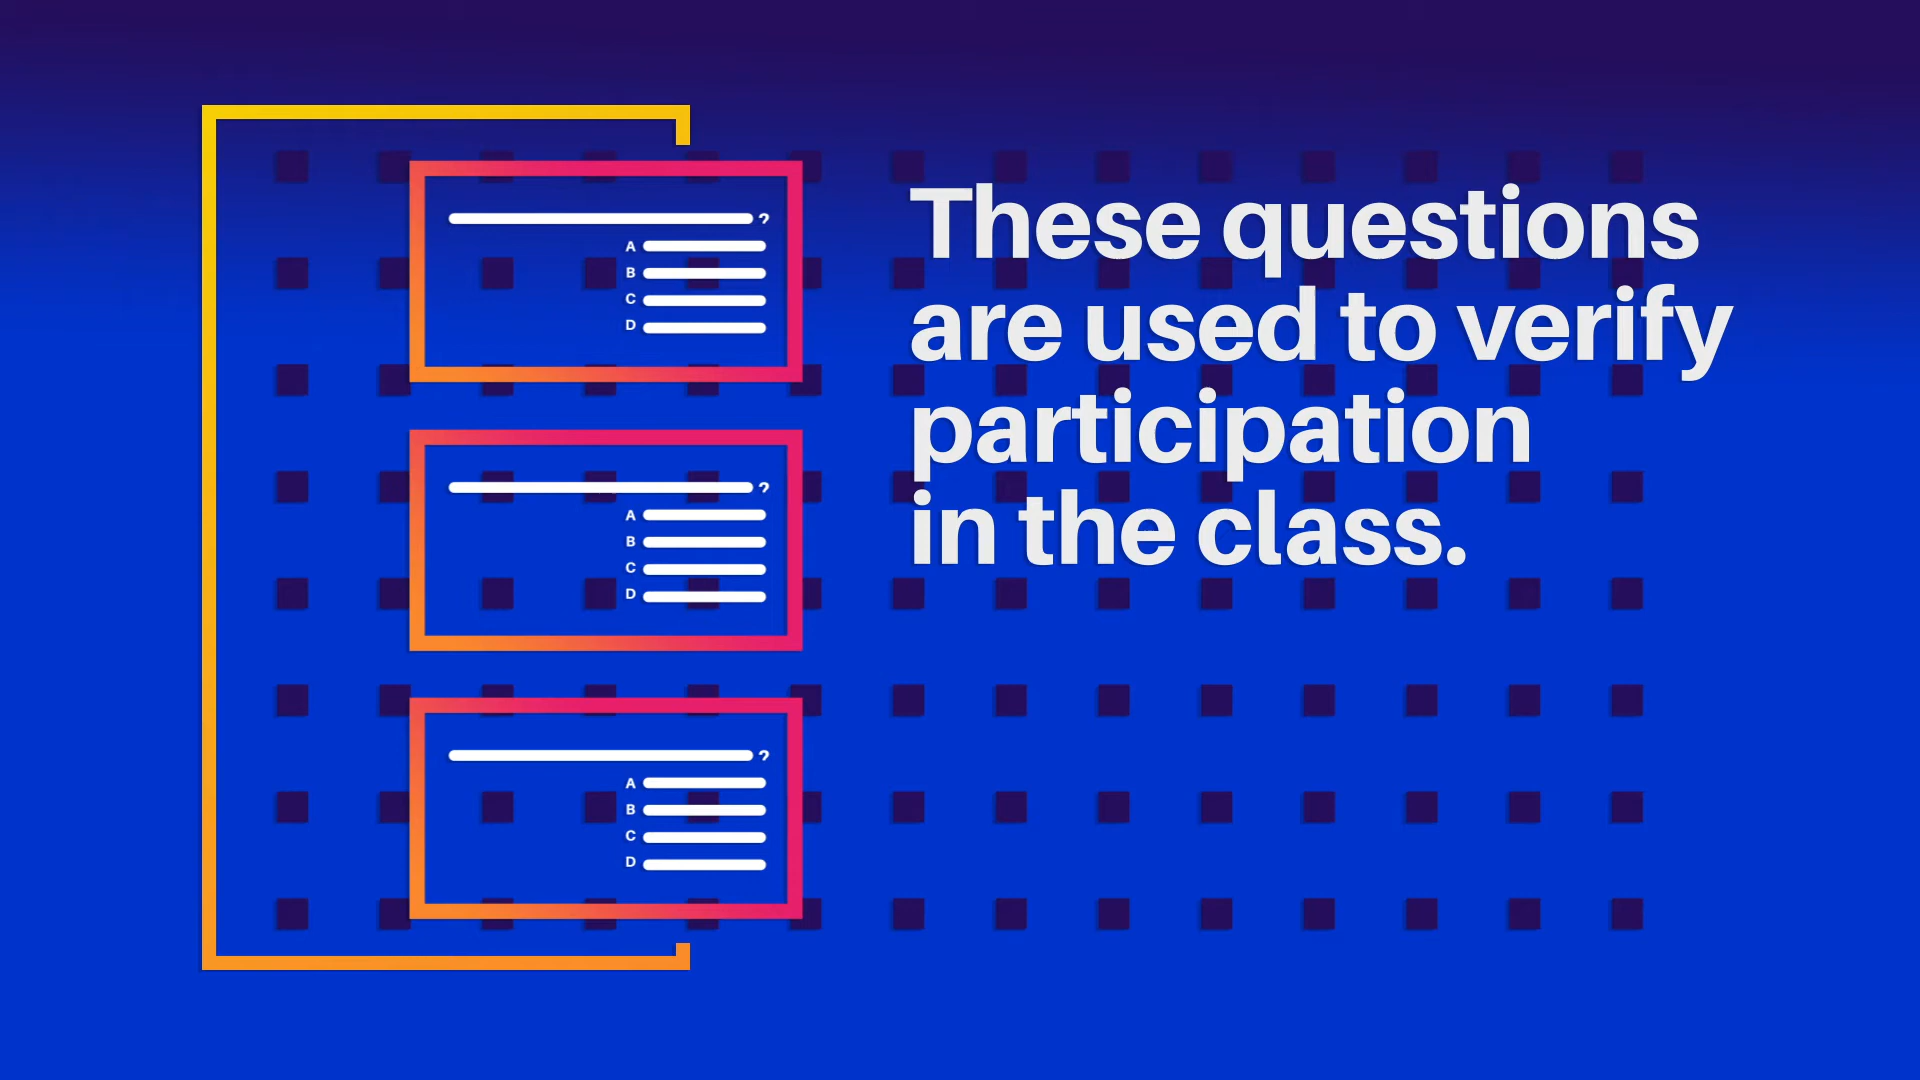 ?
A
B
C
D
?
A
B
C
D
?
A
B
C
D
These questions
are used to verify
participation
in the class.